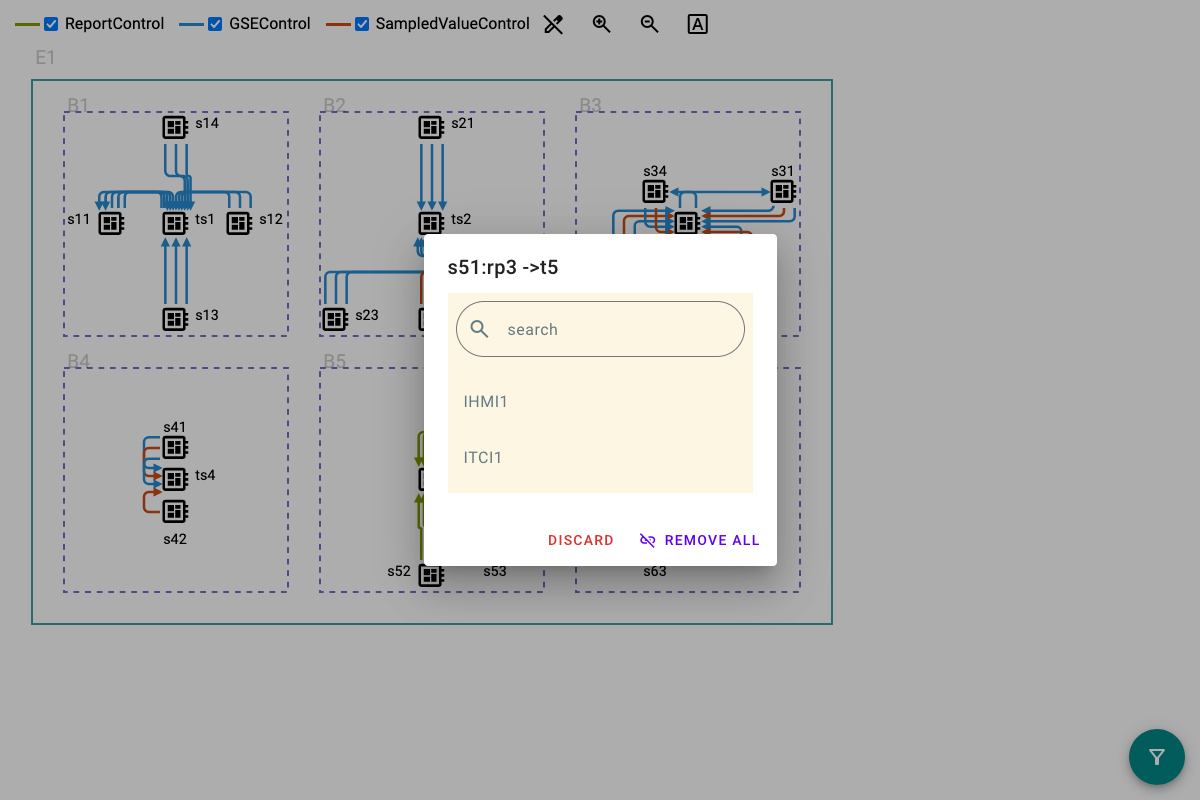 ReportControl GSEControl SampledValueControl A
E1
B1 B2 B3
s14 s21
s34 s31
s11 ts1 s12 ts2
s13 s23
B4 B5
s41
ts4
s42
s52 s53 s63
s51:rp3 ->t5
search
IHMI1
ITCI1
DISCARD REMOVE ALL